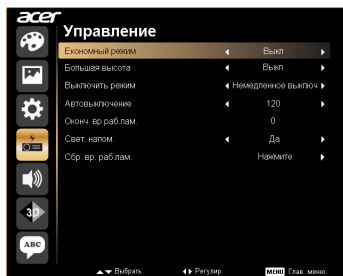 acer
Управление
Економный режим Выкл
Большая высота Выкл
Выключить режим Немедленное выключ
Автовыключение 120
Оконч. вр.раб.лам. 0
Свет. напом. Да
Сбр. вр. раб.лам. Нажмите
3D
ABC
Выбрать Регулир. MENU Глав. меню